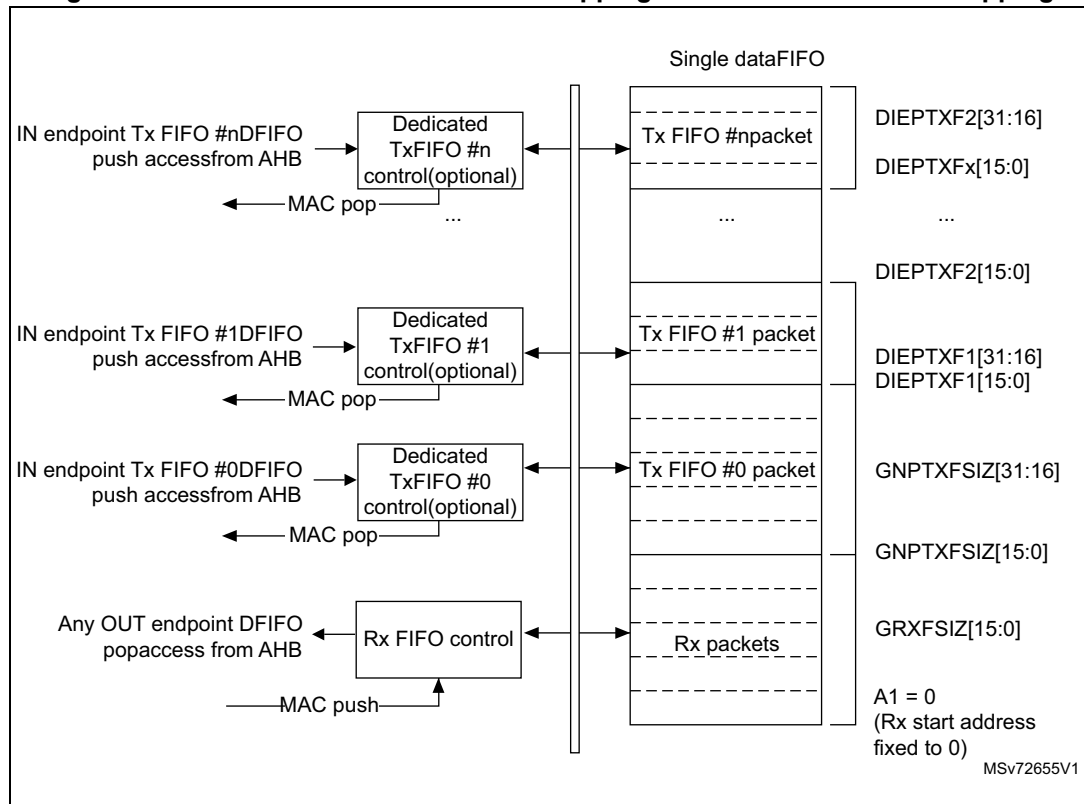 Single dataFIFO
IN endpoint Tx FIFO #nDFIFO
push accessfrom AHB
Dedicated
TxFIFO #n
control(optional)
MAC pop
...
Tx FIFO #npacket
...
DIEPTXF2[31:16]
DIEPTXFx[15:0]
...
DIEPTXF2[15:0]
IN endpoint Tx FIFO #1DFIFO
push accessfrom AHB
Dedicated
TxFIFO #1
control(optional)
MAC pop
Tx FIFO #1 packet
DIEPTXF1[31:16]
DIEPTXF1[15:0]
IN endpoint Tx FIFO #0DFIFO
push accessfrom AHB
Dedicated
TxFIFO #0
control(optional)
MAC pop
Tx FIFO #0 packet
GNPTXFSIZ[31:16]
GNPTXFSIZ[15:0]
Any OUT endpoint DFIFO
popaccess from AHB
Rx FIFO control
MAC push
Rx packets
GRXFSIZ[15:0]
A1 = 0
(Rx start address
fixed to 0)
MSv72655V1